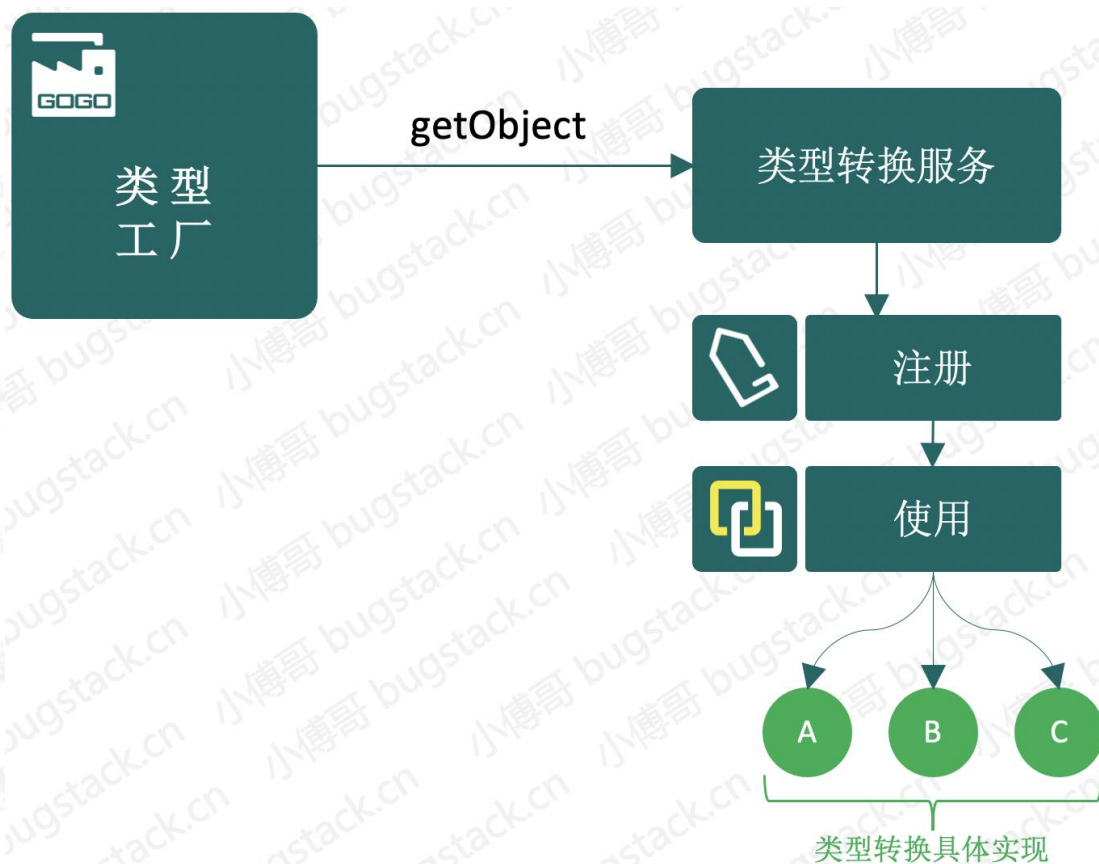 GOGO
类型
工厂
getObject
类型转换服务
注册
使用
A
B
C
类型转换具体实现
小傅哥 bugstack.cn